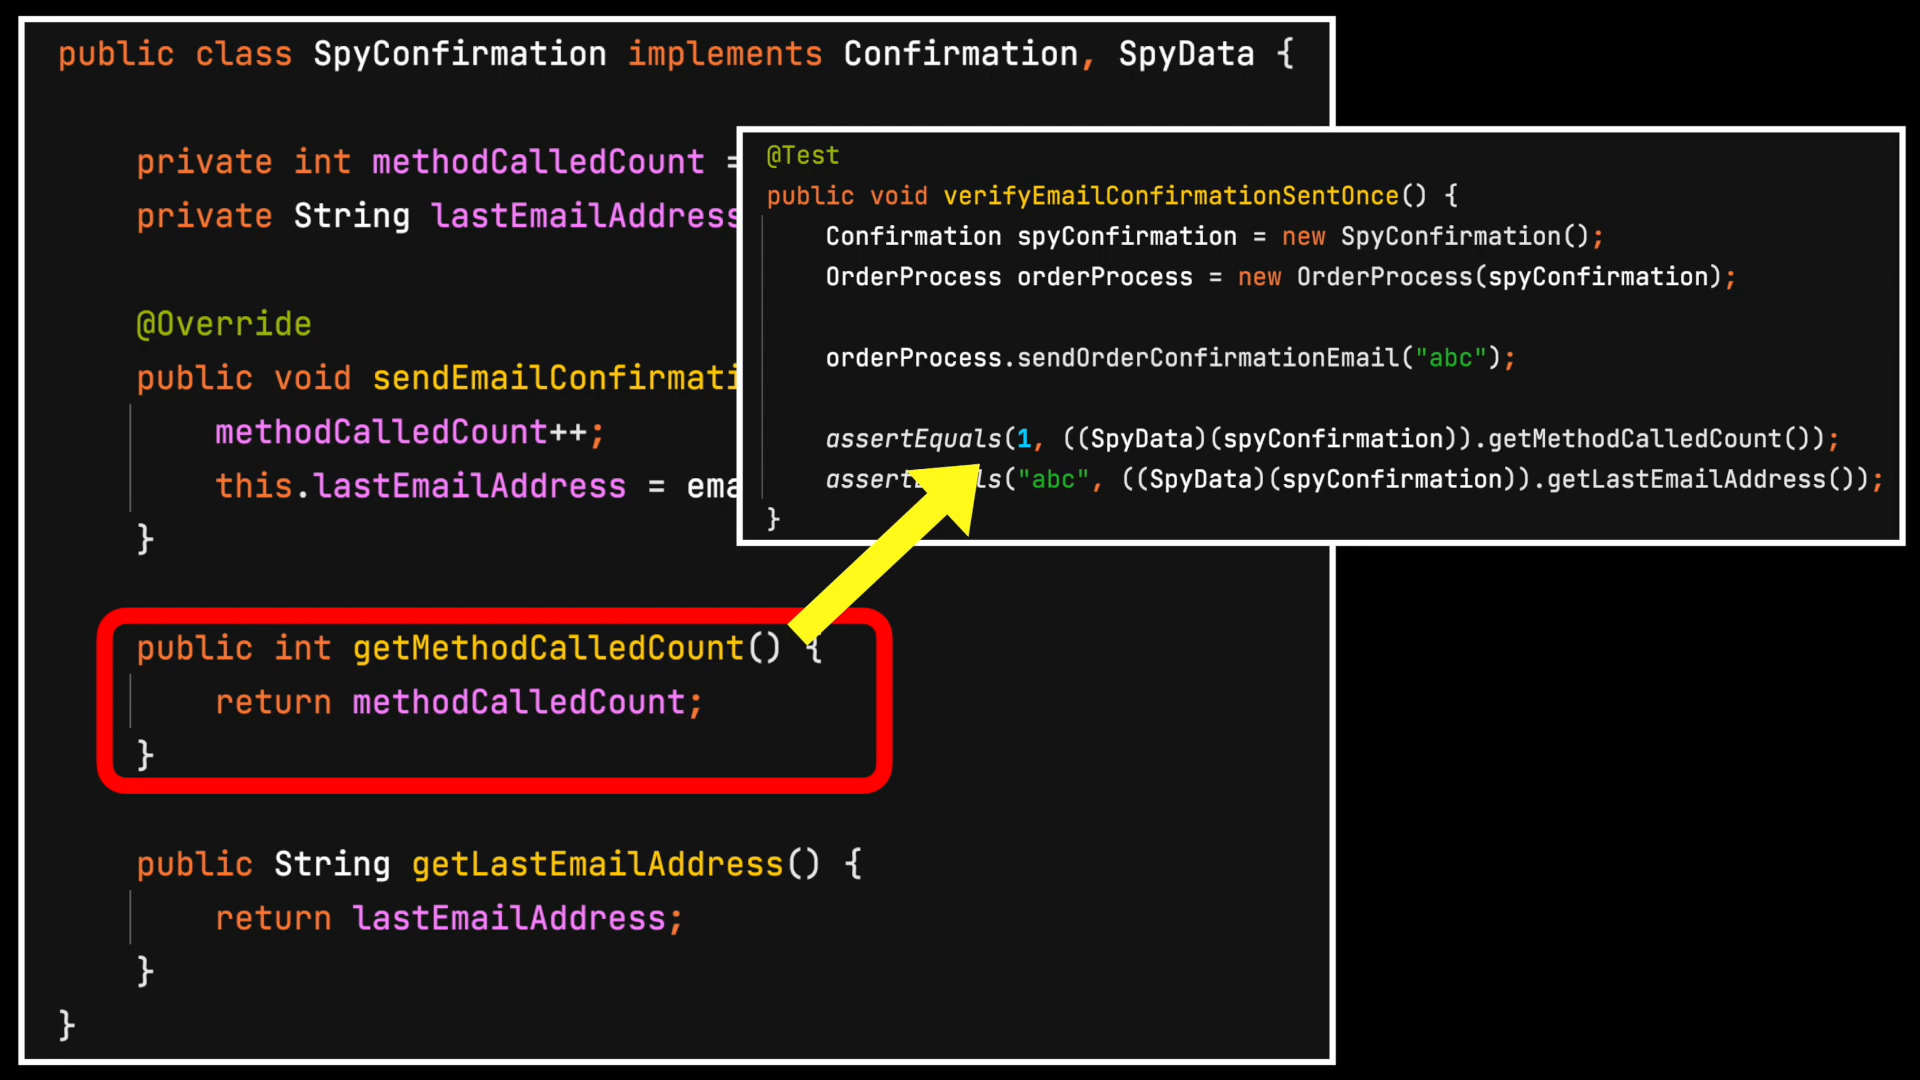 public class SpyConfirmation implements Confirmation, SpyData {
private int methodCalledCount =
private String lastEmailAddress
@Override
public void sendEmailConfirmati
methodCalledCount++;
this.lastEmailAddress = ema
}
public int getMethodCalledCount() {
return methodCalledCount;
}
public String getLastEmailAddress() {
return lastEmailAddress;
}
}
@Test
public void verifyEmailConfirmationSentOnce() {
Confirmation spyConfirmation = new SpyConfirmation();
OrderProcess orderProcess = new OrderProcess(spyConfirmation);
orderProcess.sendOrderConfirmationEmail("abc");
assertEquals(1, ((SpyData)(spyConfirmation)).getMethodCalledCount());
assertEquals("abc", ((SpyData)(spyConfirmation)).getLastEmailAddress());
}